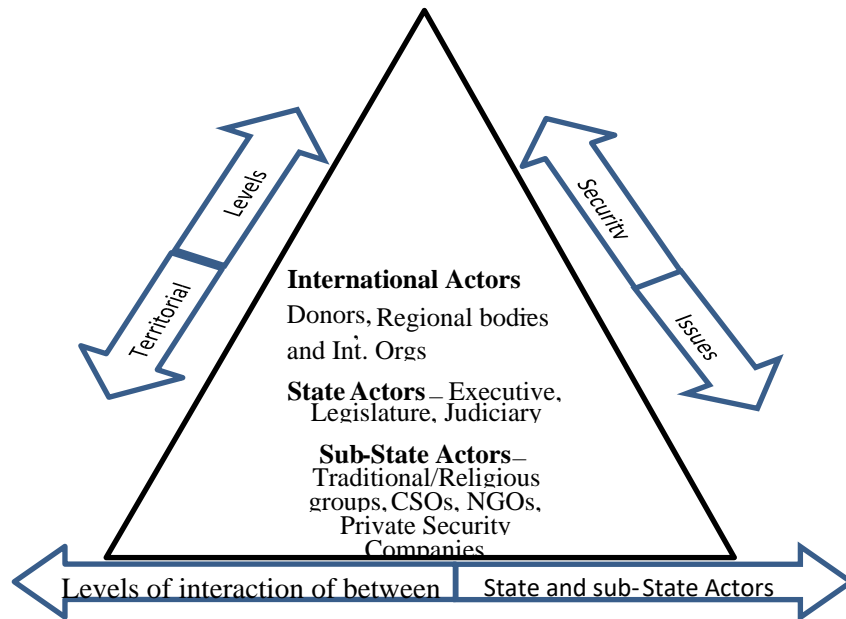 Levels
Territorial
Security
Issues
International Actors
Donors, Regional bodies
and Int. Orgs
State Actors – Executive,
Legislature, Judiciary
Sub-State Actors–
Traditional/Religious
groups, CSOs, NGOs,
Private Security
Companies
Levels of interaction of between
State and sub-State Actors